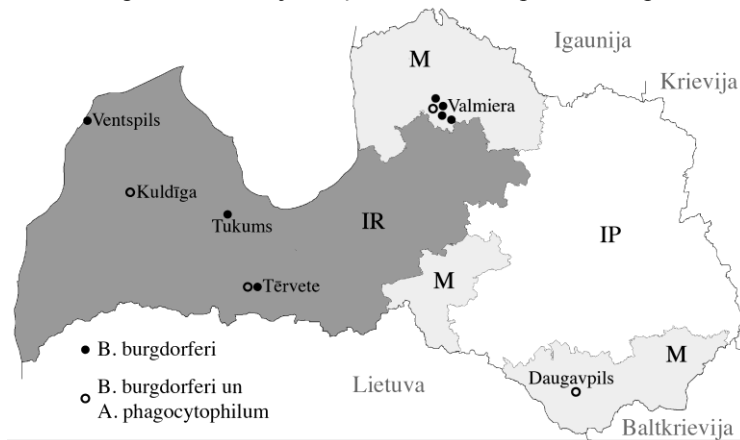 Igaunija
M
Krievija
Valmiera
Ventspils
Kuldīga
Tukums
IR
IP
M
Tērvete
B. burgdorferi
M
B. burgdorferi un
A. phagocytophilum
Lietuva
Daugavpils
Baltkrievija